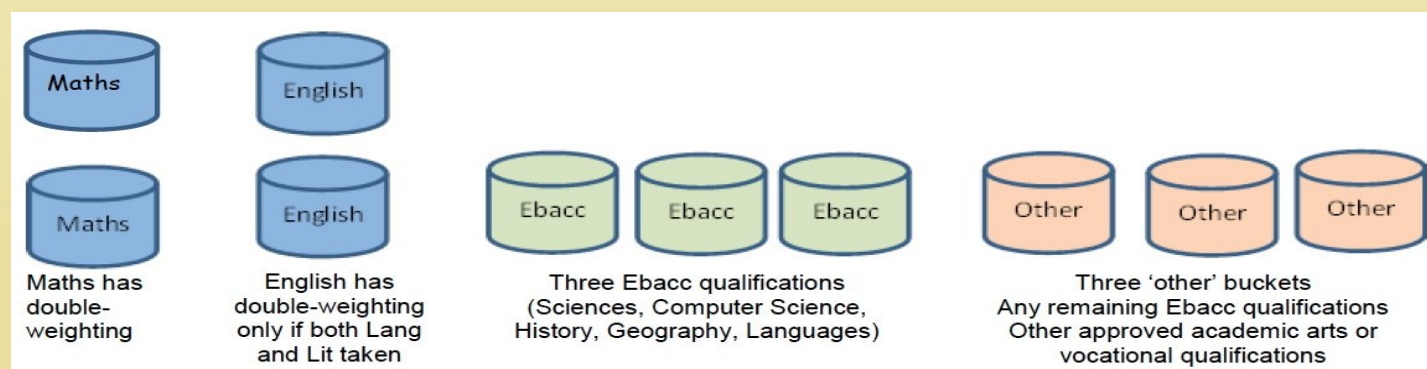 Maths
English
Maths
English
Ebacc
Ebacc
Ebacc
Other
Other
Other
Maths has
double-
weighting
English has
double-weighting
only if both Lang
and Lit taken
Three Ebacc qualifications
(Sciences, Computer Science,
History, Geography, Languages)
Three ‘other’ buckets
Any remaining Ebacc qualifications
Other approved academic arts or
vocational qualifications